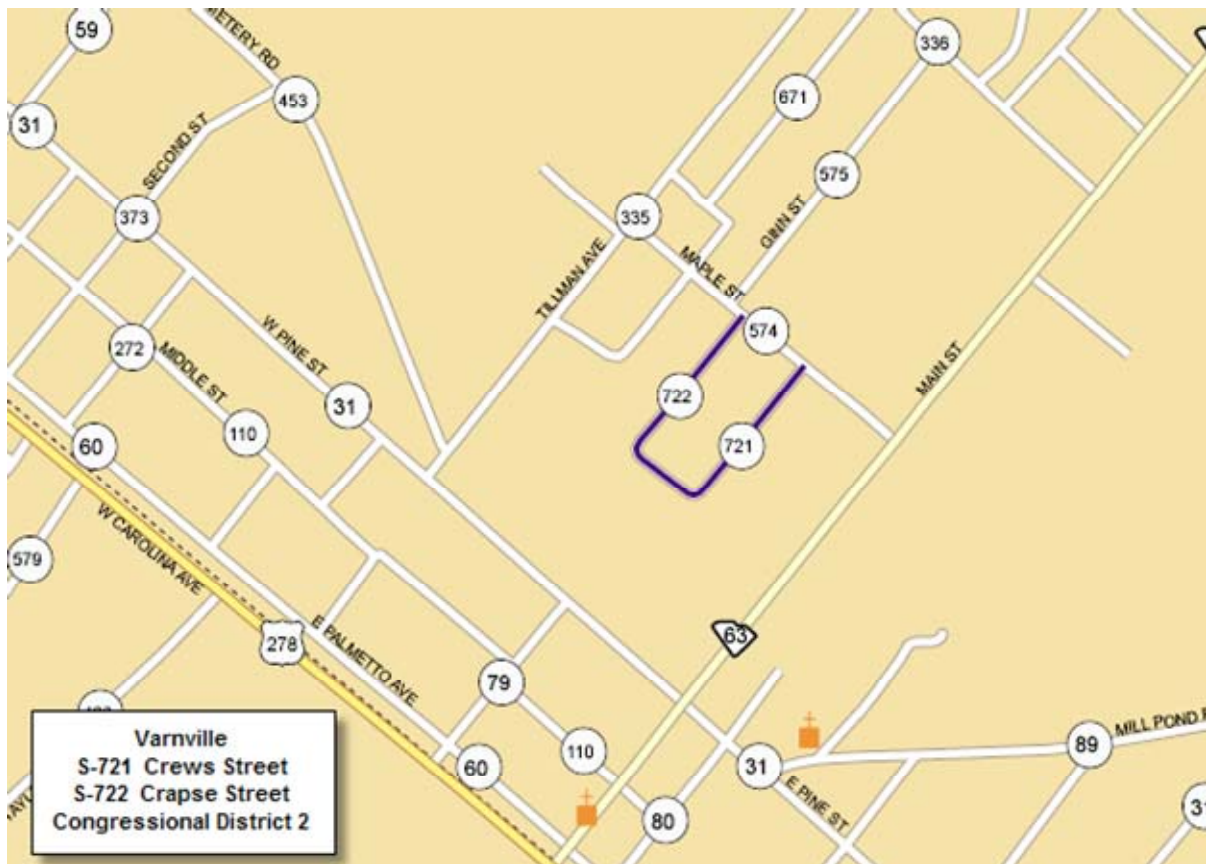 59
METERY RD
336
453
671
31
SECOND ST
575
373
335
GINN ST
TILLMAN AVE
MAPLE ST
574
W PINE ST
272
MIDDLE ST
MAIN ST
722
31
110
60
721
W CAROLINA AVE
579
E PALMETTO AVE
278
63
79
MILL POND R
110
89
60
31
E PINE ST
31
80
Varnville
S-721 Crews Street
S-722 Crapse Street
Congressional District 2